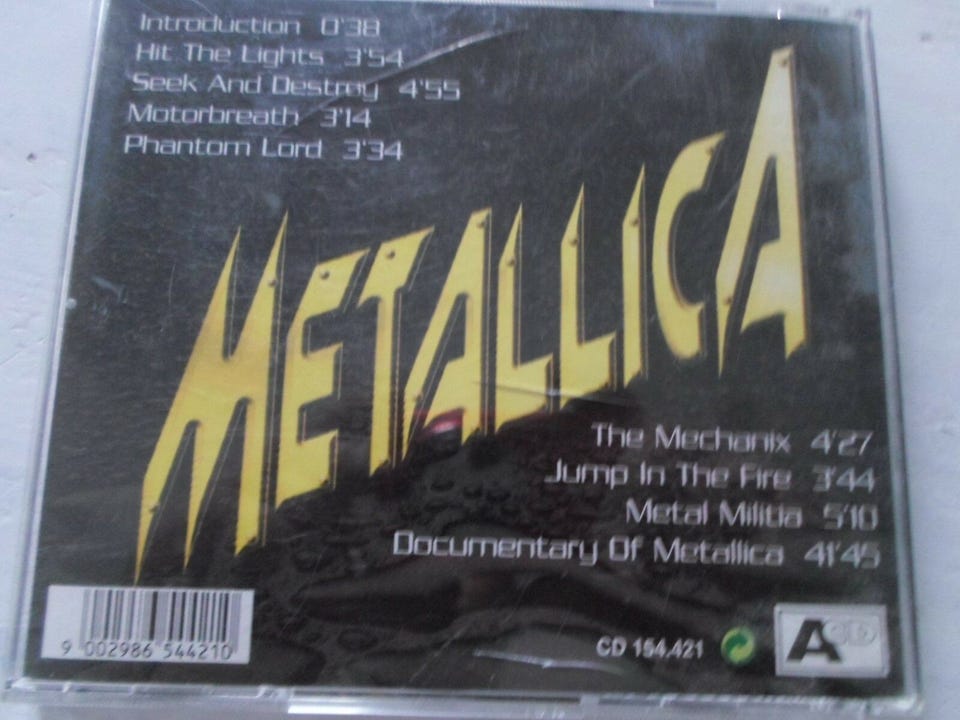 Introduction 0'38
Hit The Lights 3'54
Seek And Destroy 4'55
Motorbreath 3'14
Phantom Lord 3'34
METALLICA
The Mechanix 4'27
Jump In The Fire 3'44
Metal Militia 5'10
Documentary Of Metallica 41'45
9 002986 544210
CD 154.421
A CD